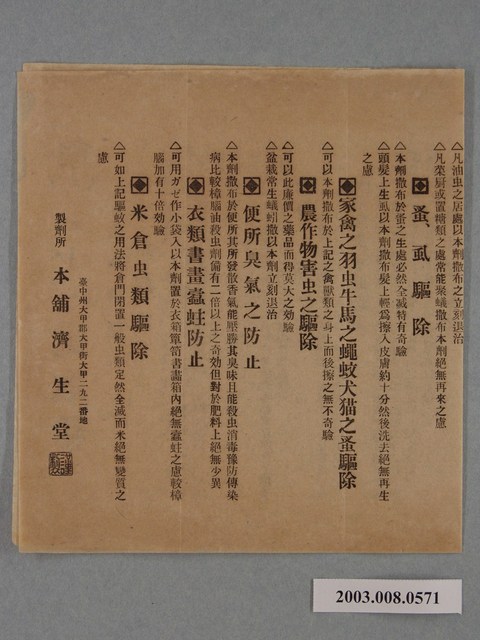 △凡油虫之居處以本劑撒布之立刻退治
△凡菜厨或置糖類之處常能聚蟻撒布本劑絕無再來之慮
蚤、虱驅除
△本劑撒布於蚤之生處必然全滅特有奇驗
△頭髮上生虱以本劑撒布髮上輕爲擦入皮膚約十分然後洗去絕無再生
之慮
家禽之羽虫牛馬之蠅蚊犬猫之蚤驅除
△可以本劑撒布於上記之禽獸類之身上而後擦之無不奇驗
農作物害虫之驅除
△可以此廉價之藥品而得莫大之効驗
△盆栽常生蟻蚓撒以本劑立刻退治
便所臭氣之防止
△本劑撒布於便所其所發散香氣能壓勝其臭味且能殺虫消毒豫防傳染
病比較樟腦油殺虫劑備有二倍以上之奇効但對於肥料上絕無少異
衣類書畫蠹蛀防止
△可用ガゼ作小袋入以本劑置於衣箱簞笥書畵箱內絕無蠹蛀之慮較樟
腦加有十倍効驗
米倉虫類驅除
△可如上記驅蚊之用法將倉門閉置一般虫類定然全滅而米絕無變質之
慮
臺中州大甲郡大甲街大甲二九二番地
製劑所 本舖濟生堂
2003.008.0571